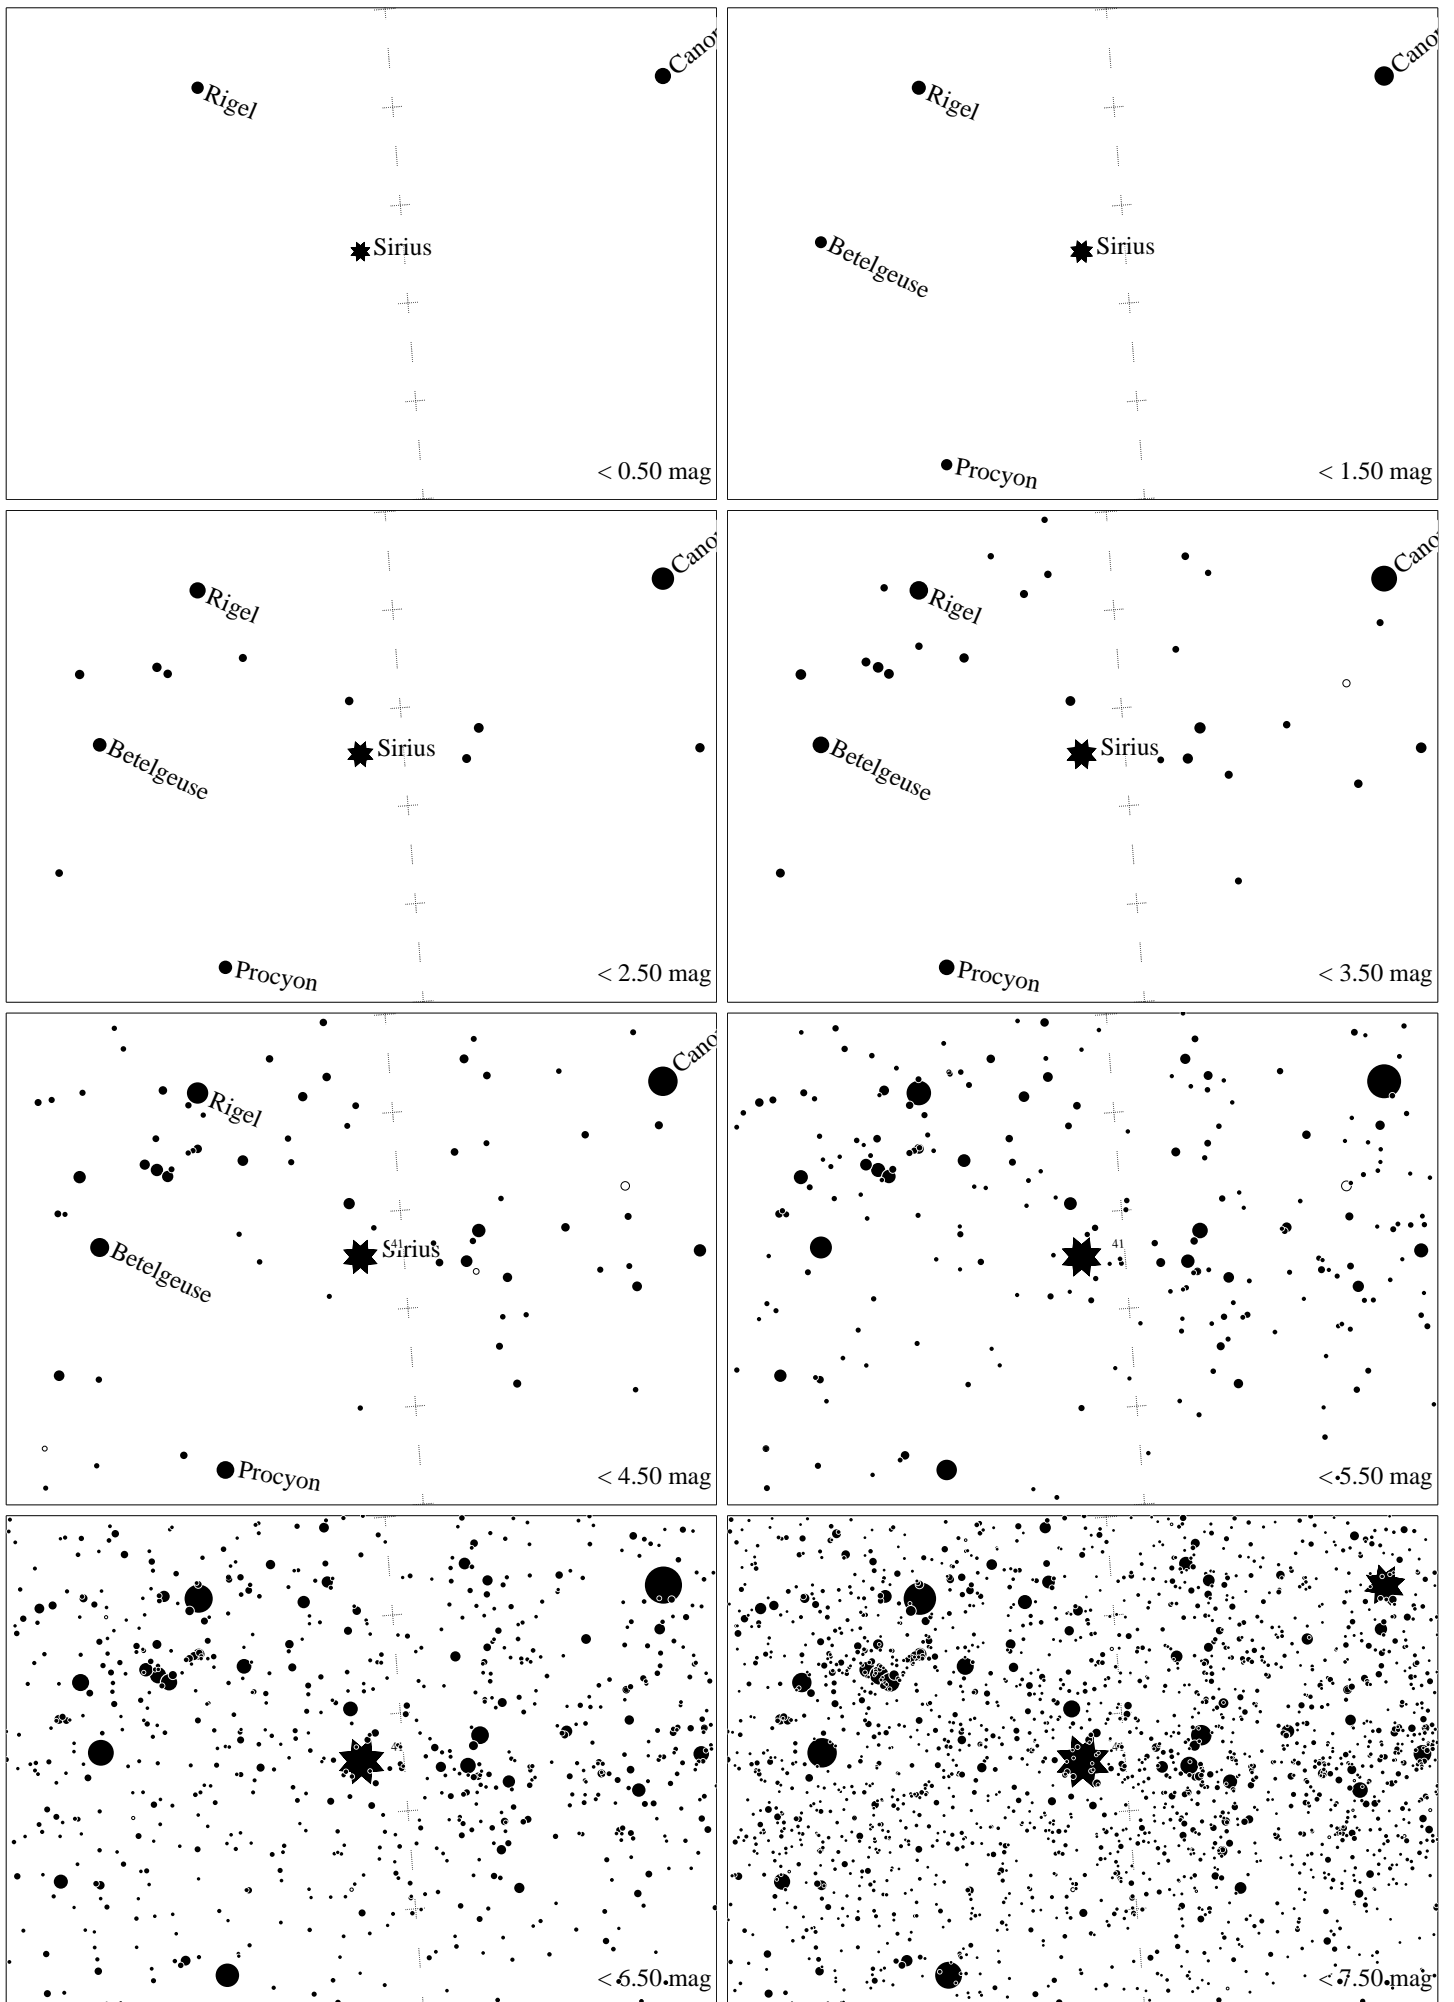 Rigel
Cano
Sirius
< 0.50 mag
Rigel
Cano
Betelgeuse
Sirius
Procyon
< 1.50 mag
Rigel
Cano
Betelgeuse
Sirius
Procyon
< 2.50 mag
Rigel
Cano
Betelgeuse
Sirius
Procyon
< 3.50 mag
Rigel
Cano
Betelgeuse
41
Sirius
Procyon
< 4.50 mag
41
< 5.50 mag
< 6.50 mag
< 7.50 mag